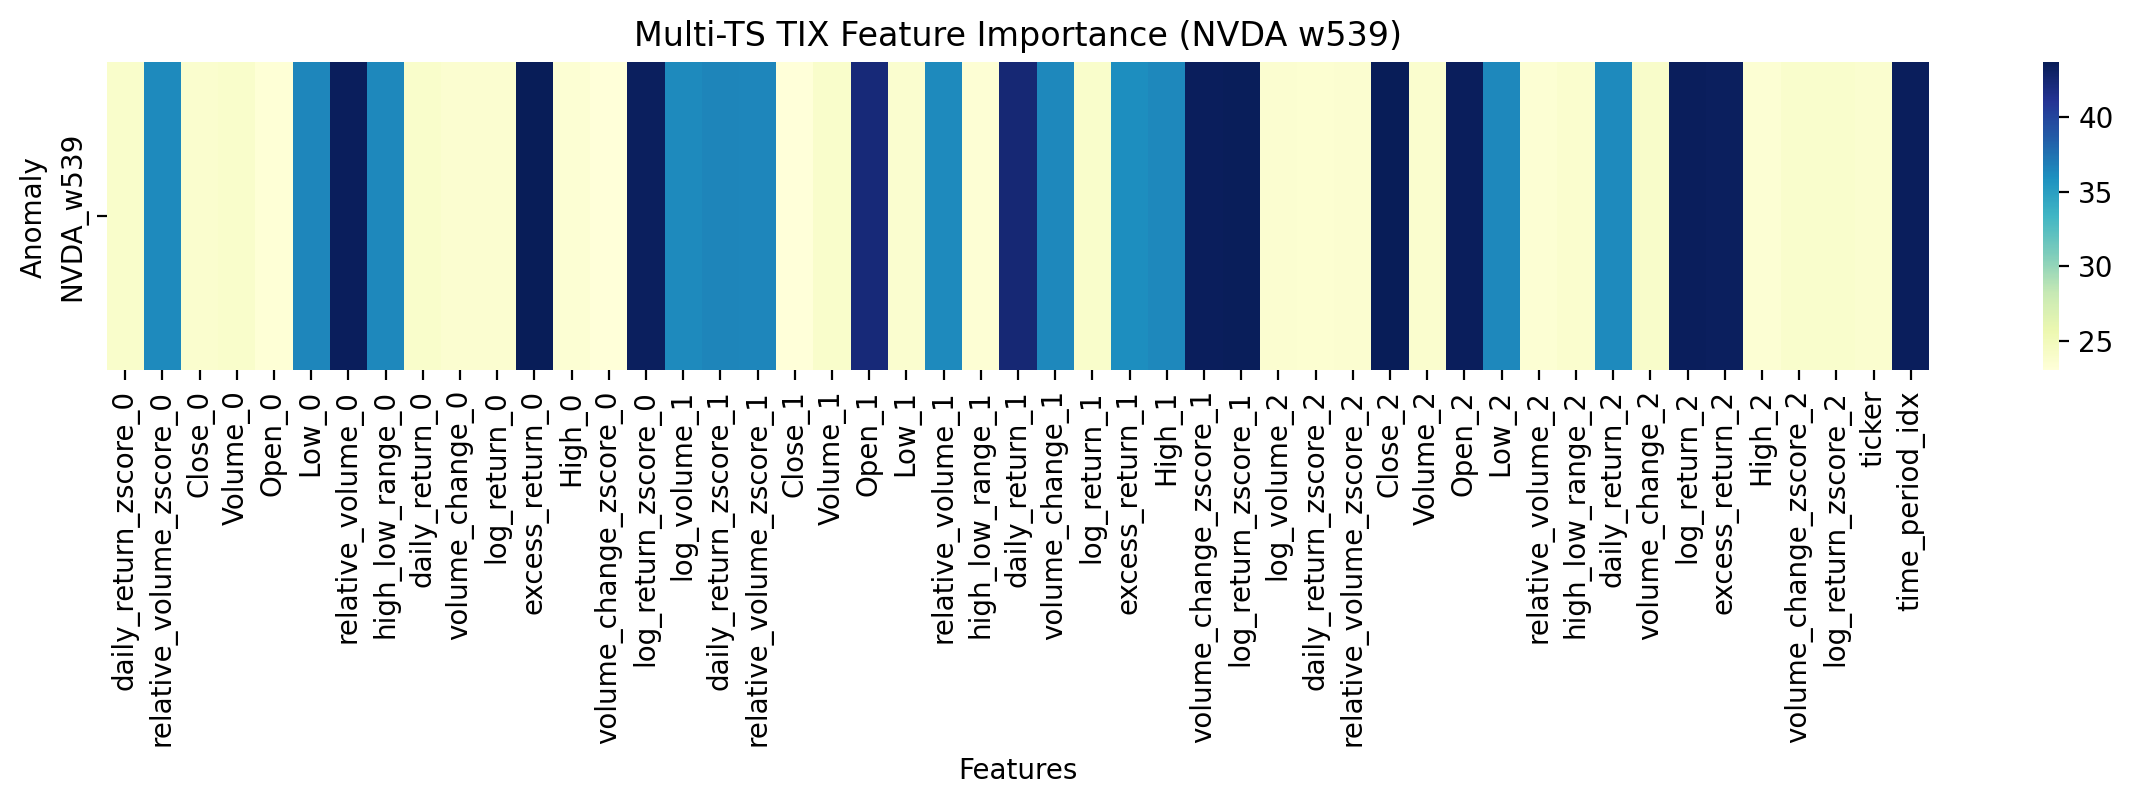 Multi-TS TIX Feature Importance (NVDA w539)
Anomaly
NVDA_w539
40
35
30
25
daily_return_zscore_0
relative_volume_zscore_0
Close_0
Volume_0
Open_0
Low_0
relative_volume_0
high_low_range_0
daily_return_0
volume_change_0
log_return_0
excess_return_0
High_0
volume_change_zscore_0
log_return_zscore_0
log_volume_1
daily_return_zscore_1
relative_volume_zscore_1
Close_1
Volume_1
Open_1
Low_1
relative_volume_1
high_low_range_1
daily_return_1
volume_change_1
log_return_1
excess_return_1
High_1
volume_change_zscore_1
log_return_zscore_1
log_volume_2
daily_return_zscore_2
relative_volume_zscore_2
Close_2
Volume_2
Open_2
Low_2
relative_volume_2
high_low_range_2
daily_return_2
volume_change_2
log_return_2
excess_return_2
High_2
volume_change_zscore_2
log_return_zscore_2
ticker
time_period_idx
Features